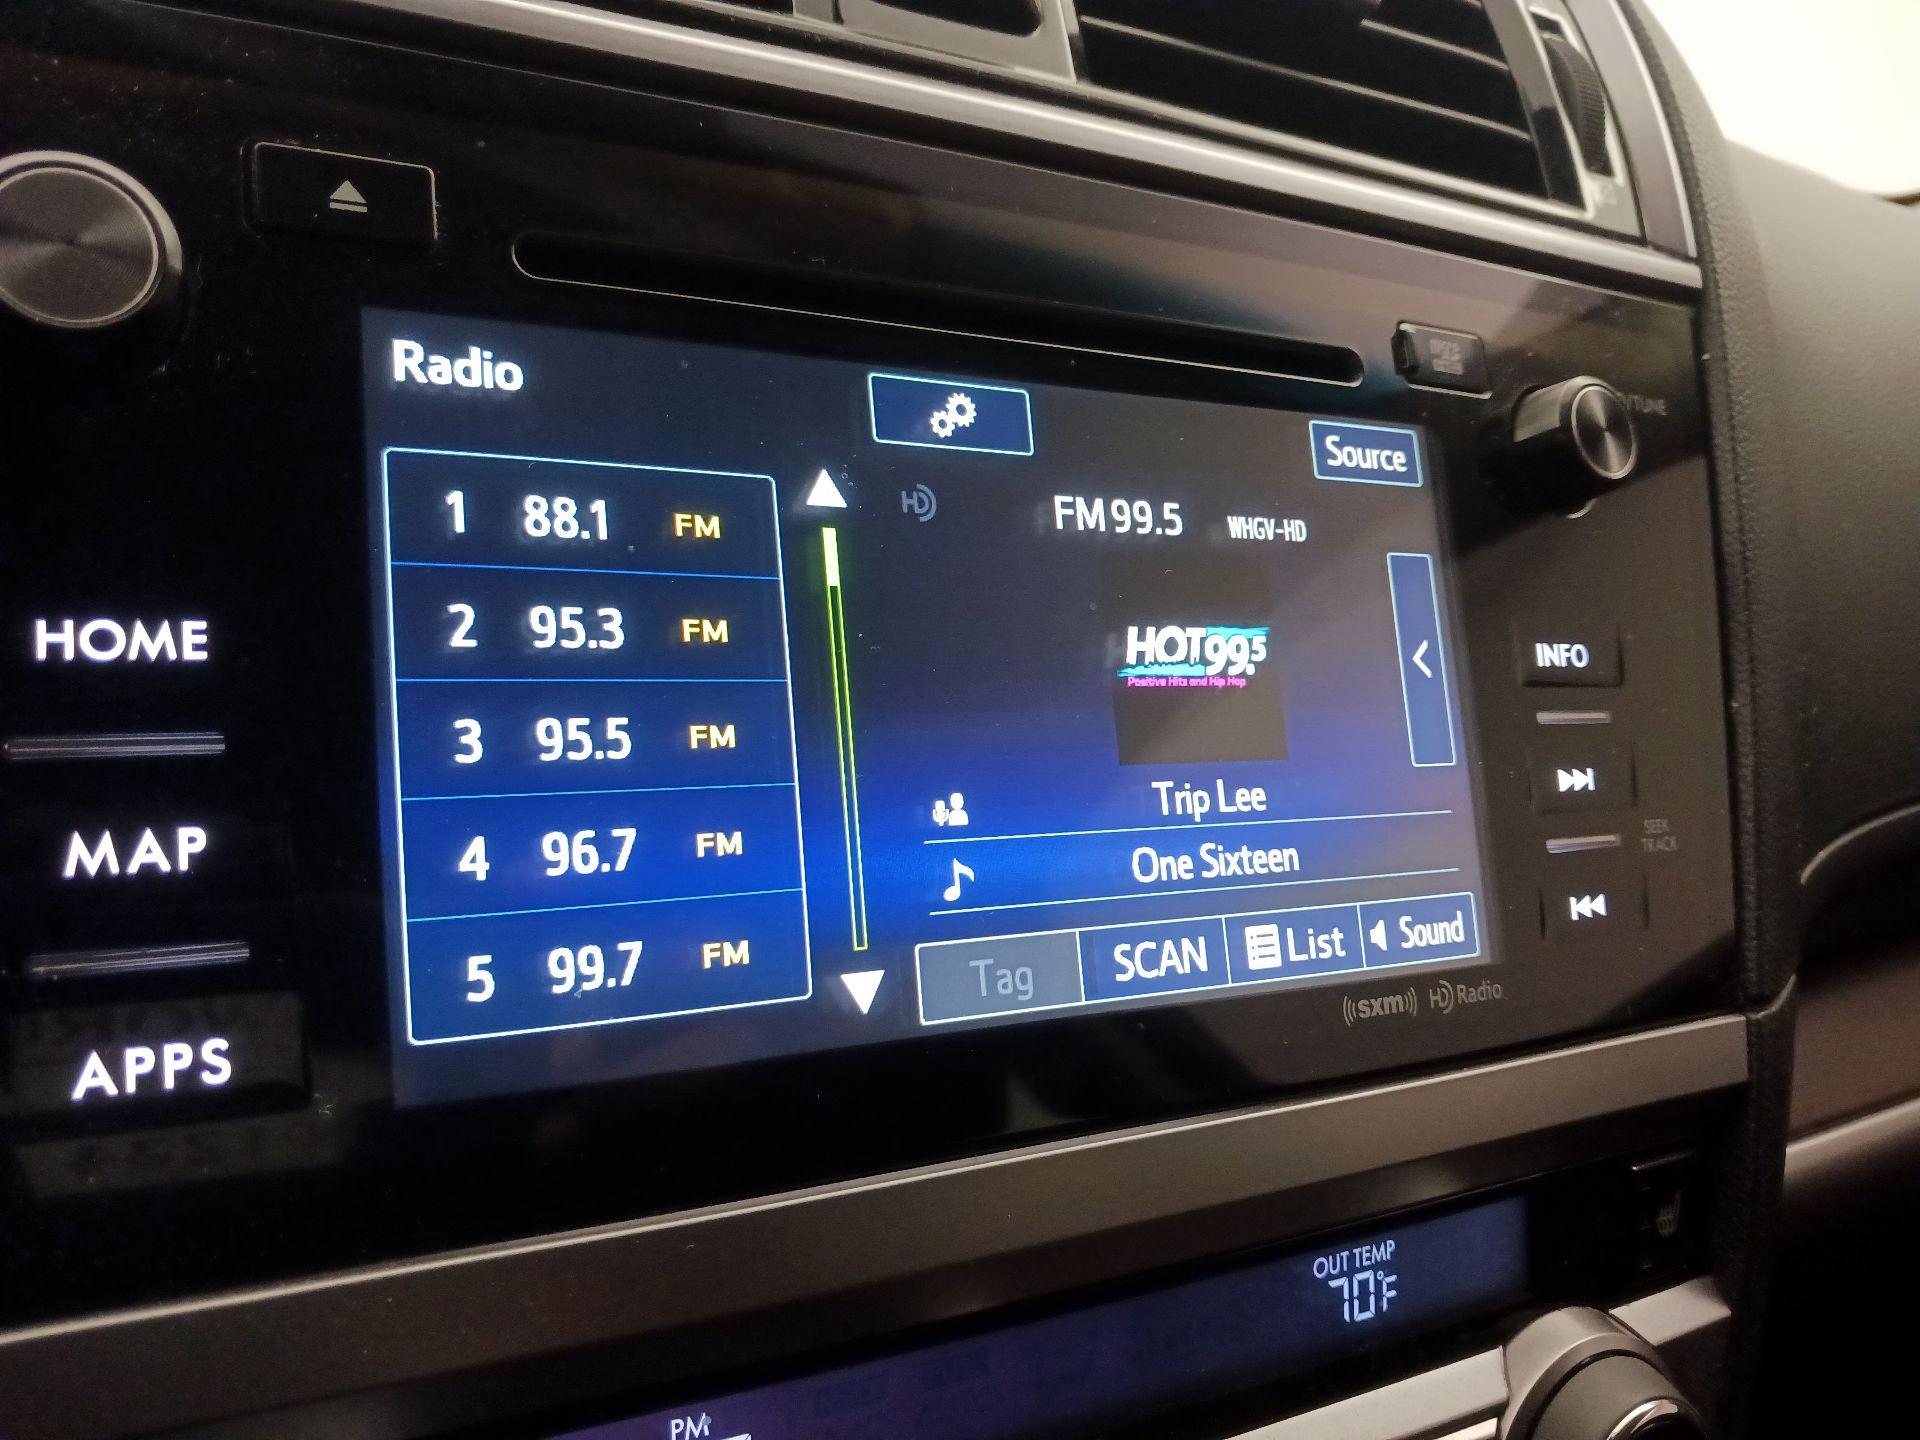 Radio
Source
1 88.1 FM
2 95.3 FM
3 95.5 FM
4 96.7 FM
5 99.7 FM
HD FM 99.5 WHGV-HD
HOT 99.5
Positive Hits and Hip Hop
Trip Lee
One Sixteen
Tag SCAN List Sound
((sxm)) HD Radio
HOME
MAP
APPS
/TUNE
INFO
SEEK
TRACK
OUT TEMP
70°F
PM